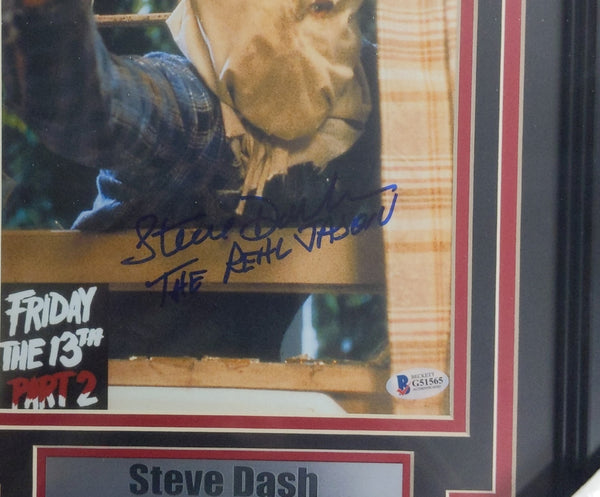 Steve Dash
THE REAL JASON
FRIDAY
THE 13TH
PART 2
BECKETT
G51565
Steve Dash